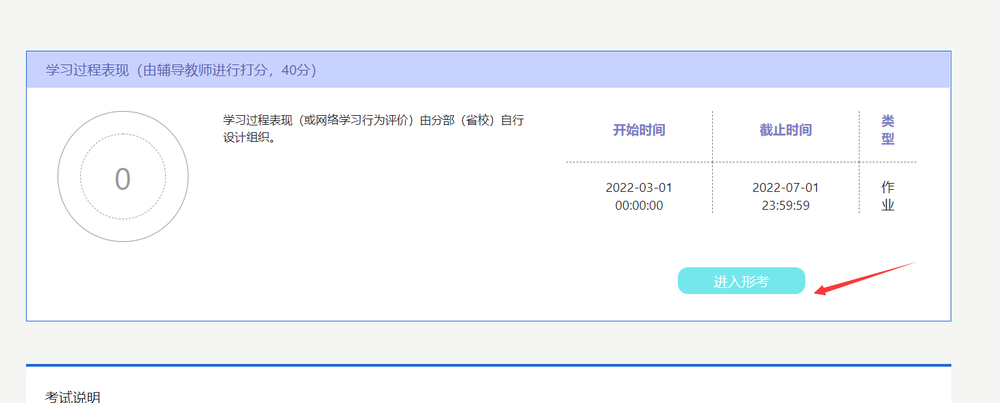 学习过程表现（由辅导教师进行打分，40分）
0
学习过程表现（或网络学习行为评价）由分部（省校）自行
设计组织。
开始时间
截止时间
类
型
2022-03-01
00:00:00
2022-07-01
23:59:59
作
业
进入形考
考试说明